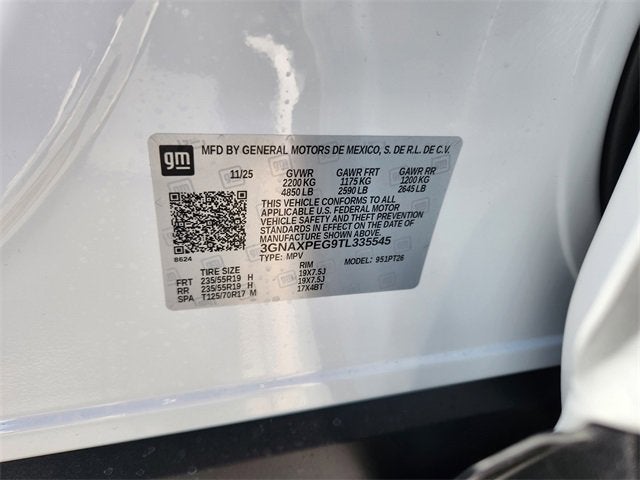 gm MFD BY GENERAL MOTORS DE MEXICO, S. DE R.L. DE C.V.
11/25 GVWR GAWR FRT GAWR RR
2200 KG 1175 KG 1200 KG
4850 LB 2590 LB 2645 LB
THIS VEHICLE CONFORMS TO ALL
APPLICABLE U.S. FEDERAL MOTOR
VEHICLE SAFETY AND THEFT PREVENTION
STANDARDS IN EFFECT ON THE DATE OF
MANUFACTURE SHOWN ABOVE.
3GNAXPEG9TL335545
B624 TYPE: MPV MODEL: 951PT26
TIRE SIZE RIM
FRT 235/55R19 H 19X7.5J
RR 235/55R19 H 19X7.5J
SPA T125/70R17 M 17X4BT